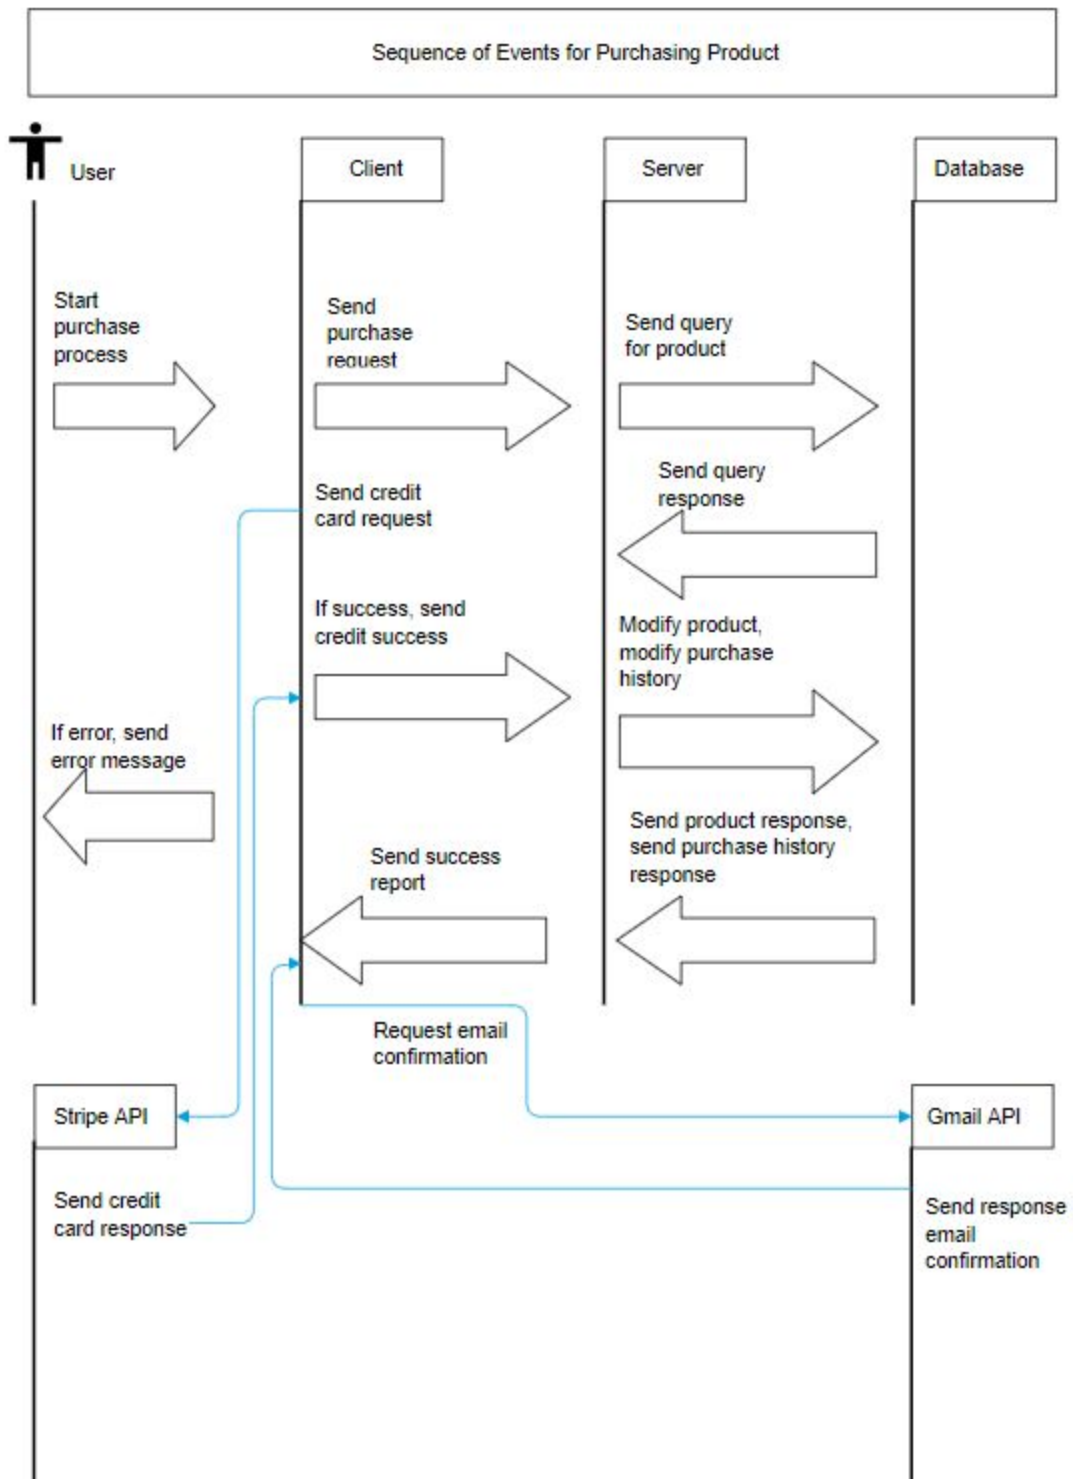 Sequence of Events for Purchasing Product
User
Client
Server
Database
Start
purchase
process
Send
purchase
request
Send query
for product
Send query
response
Send credit
card request
If success, send
credit success
Modify product,
modify purchase
history
If error, send
error message
Send product response,
send purchase history
response
Send success
report
Request email
confirmation
Stripe API
Gmail API
Send credit
card response
Send response
email
confirmation